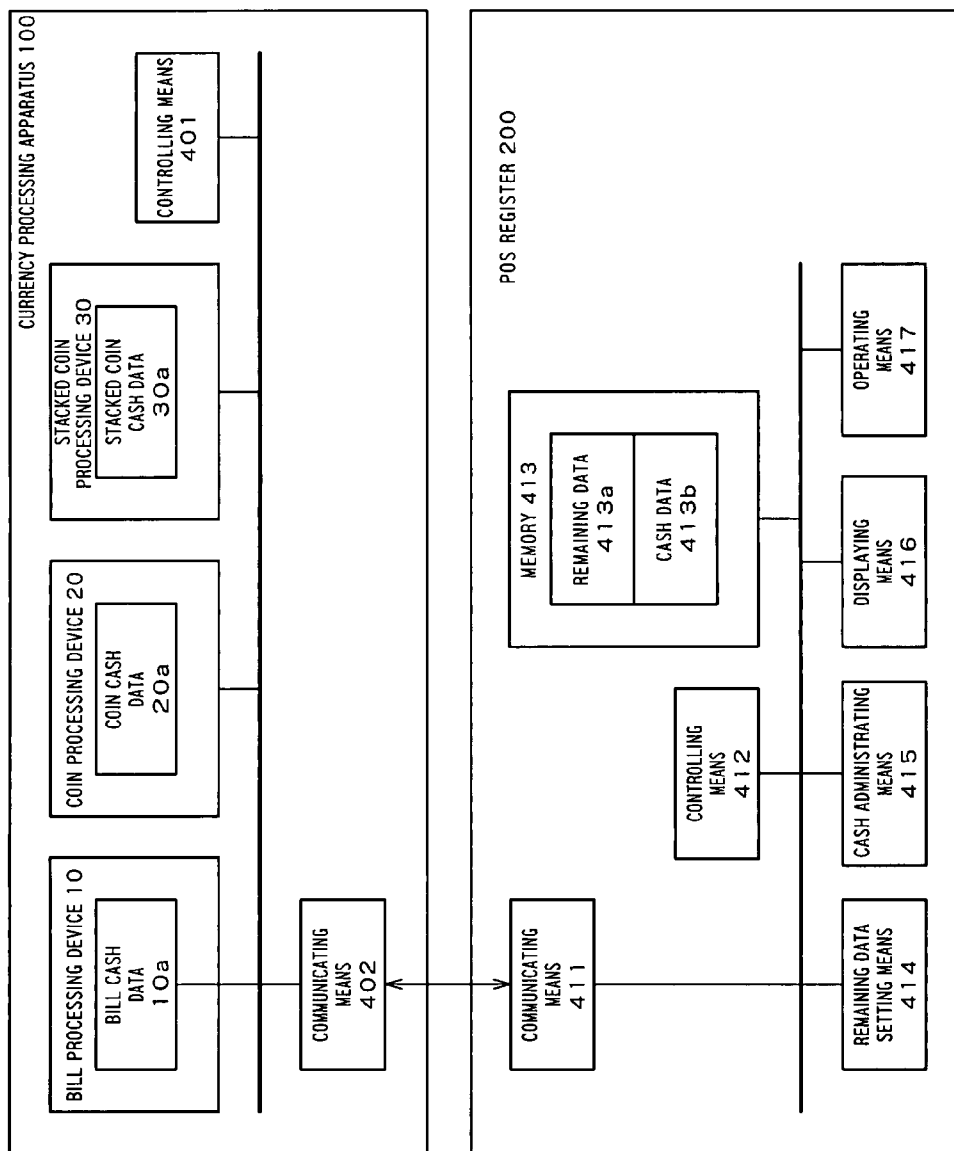 CURRENCY PROCESSING APPARATUS 100
BILL PROCESSING DEVICE 10
BILL CASH
DATA
10a
COIN PROCESSING DEVICE 20
COIN CASH
DATA
20a
STACKED COIN
PROCESSING DEVICE 30
STACKED COIN
CASH DATA
30a
CONTROLLING MEANS
401
COMMUNICATING
MEANS
402
POS REGISTER 200
COMMUNICATING
MEANS
411
CONTROLLING
MEANS
412
MEMORY 413
REMAINING DATA
413a
CASH DATA
413b
REMAINING DATA
SETTING MEANS
414
CASH ADMINISTRATING
MEANS
415
DISPLAYING
MEANS
416
OPERATING
MEANS
417